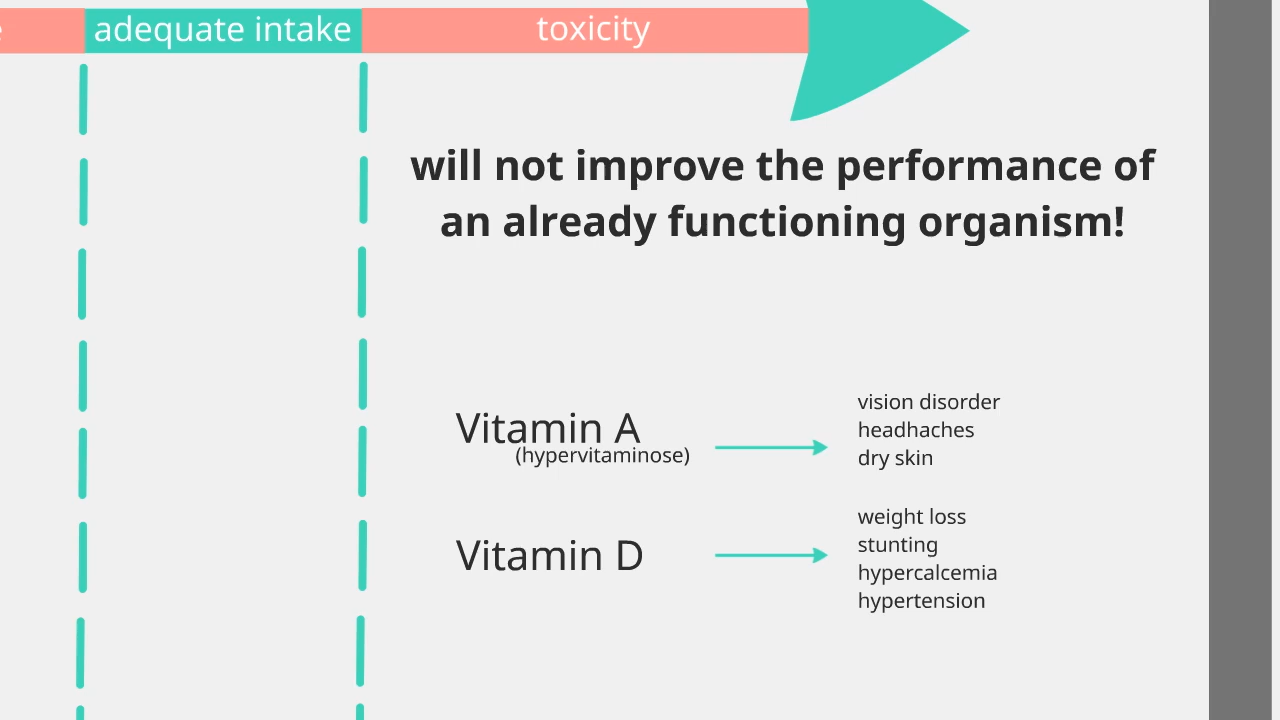 e
adequate intake
toxicity
will not improve the performance of
an already functioning organism!
Vitamin A
(hypervitaminose)
vision disorder
headhaches
dry skin
Vitamin D
weight loss
stunting
hypercalcemia
hypertension